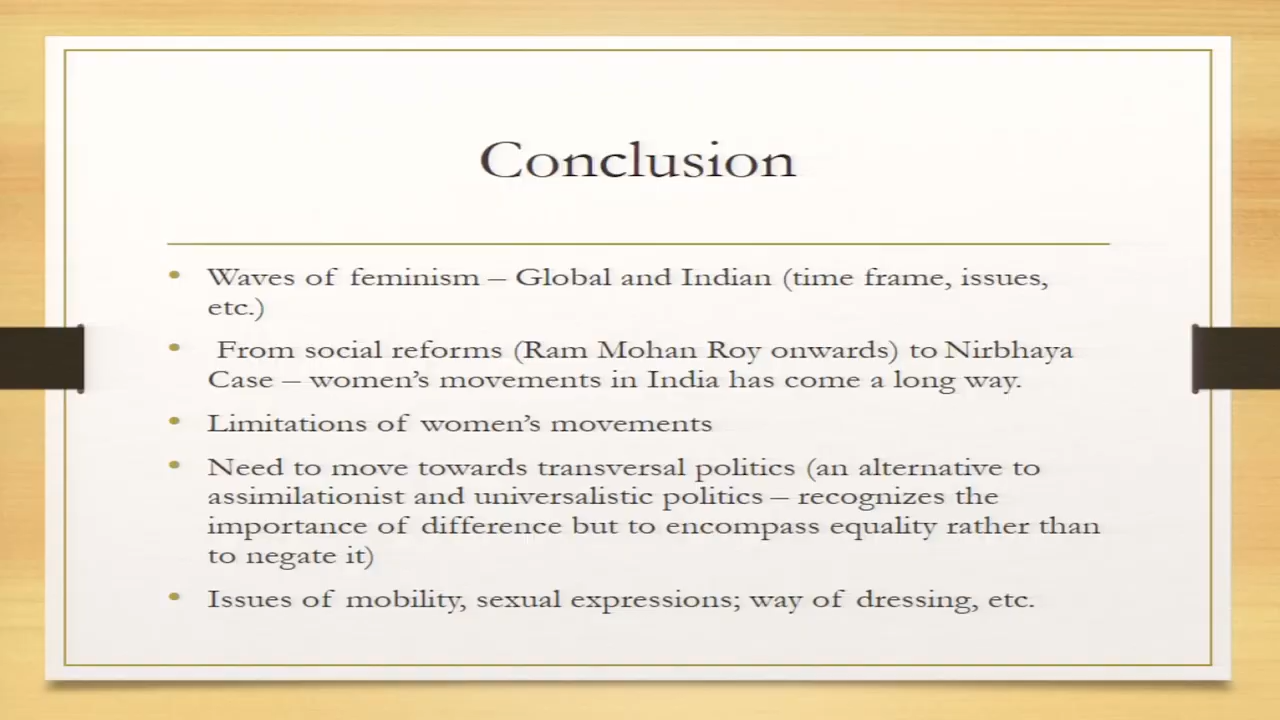 Conclusion
• Waves of feminism – Global and Indian (time frame, issues,
etc.)
• From social reforms (Ram Mohan Roy onwards) to Nirbhaya
Case – women’s movements in India has come a long way.
• Limitations of women’s movements
• Need to move towards transversal politics (an alternative to
assimilationist and universalistic politics – recognizes the
importance of difference but to encompass equality rather than
to negate it)
• Issues of mobility, sexual expressions; way of dressing, etc.